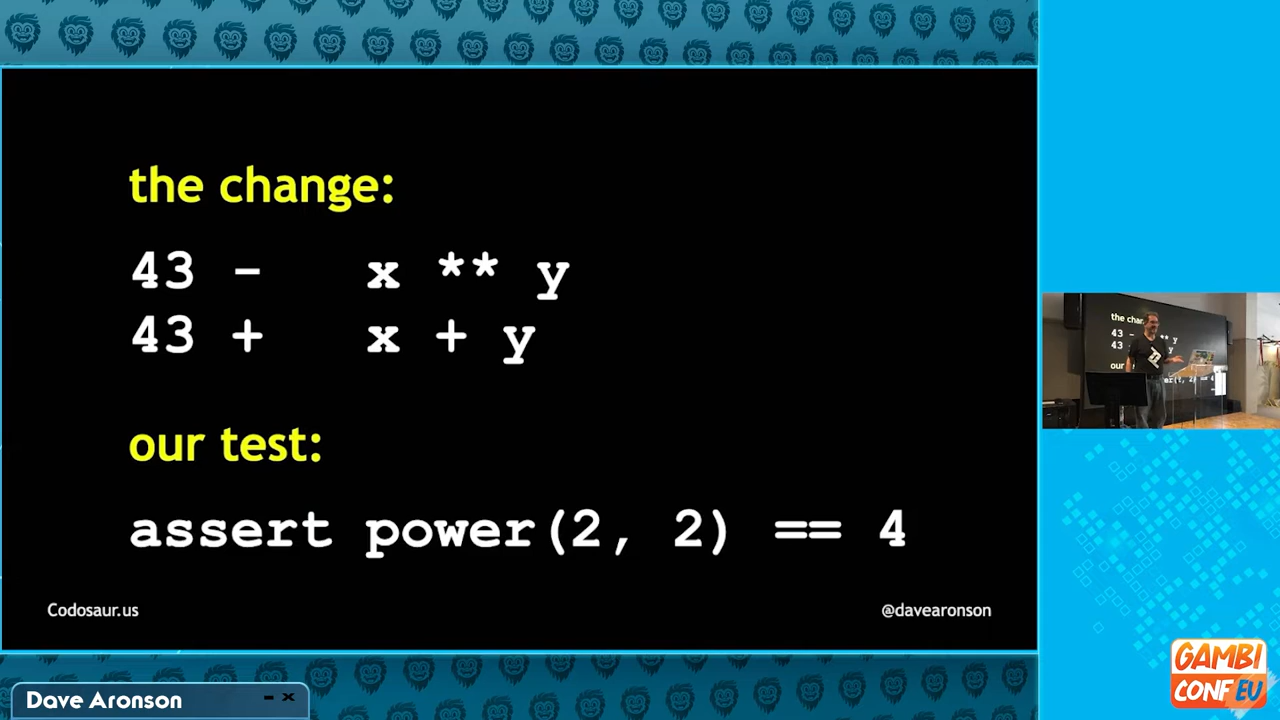 the change:
43 -   x ** y
43 +   x + y
our test:
assert power(2, 2) == 4
Codosaur.us
@davearonson
Dave Aronson
GAMBI
CONF EU